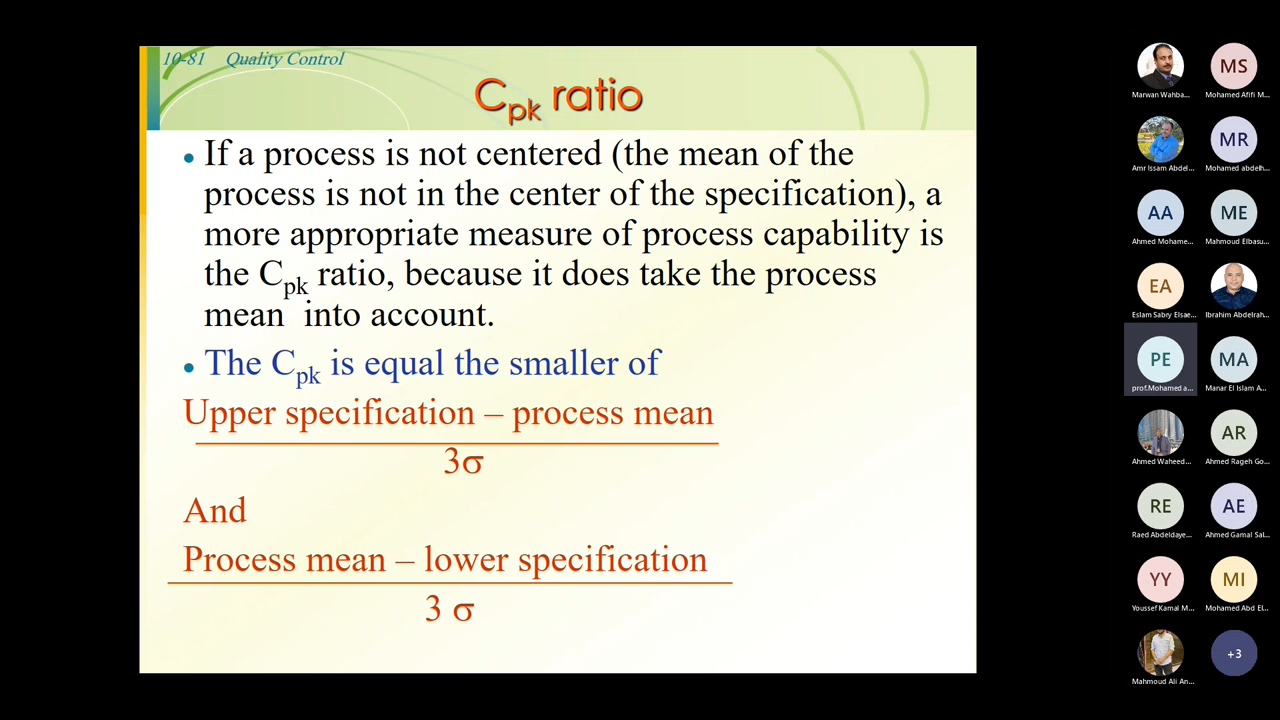 10-81 Quality Control
Cpk ratio
• If a process is not centered (the mean of the
process is not in the center of the specification), a
more appropriate measure of process capability is
the Cpk ratio, because it does take the process
mean into account.
• The Cpk is equal the smaller of
Upper specification – process mean
3σ
And
Process mean – lower specification
3 σ
Marwan Wahba...
MS
Mohamed Afifi M...
Amr Issam Abdel...
MR
Mohamed abdelh...
AA
Ahmed Mohame...
ME
Mahmoud Elbasu...
EA
Eslam Sabry Elsae...
Ibrahim Abdelrah...
PE
prof.Mohamed a...
MA
Manar El Islam A...
Ahmed Waheed...
AR
Ahmed Rageh Go...
RE
Raed Abdeldaye...
AE
Ahmed Gamal Sal...
YY
Youssef Kamal M...
MI
Mohamed Abd El...
Mahmoud Ali An...
+3